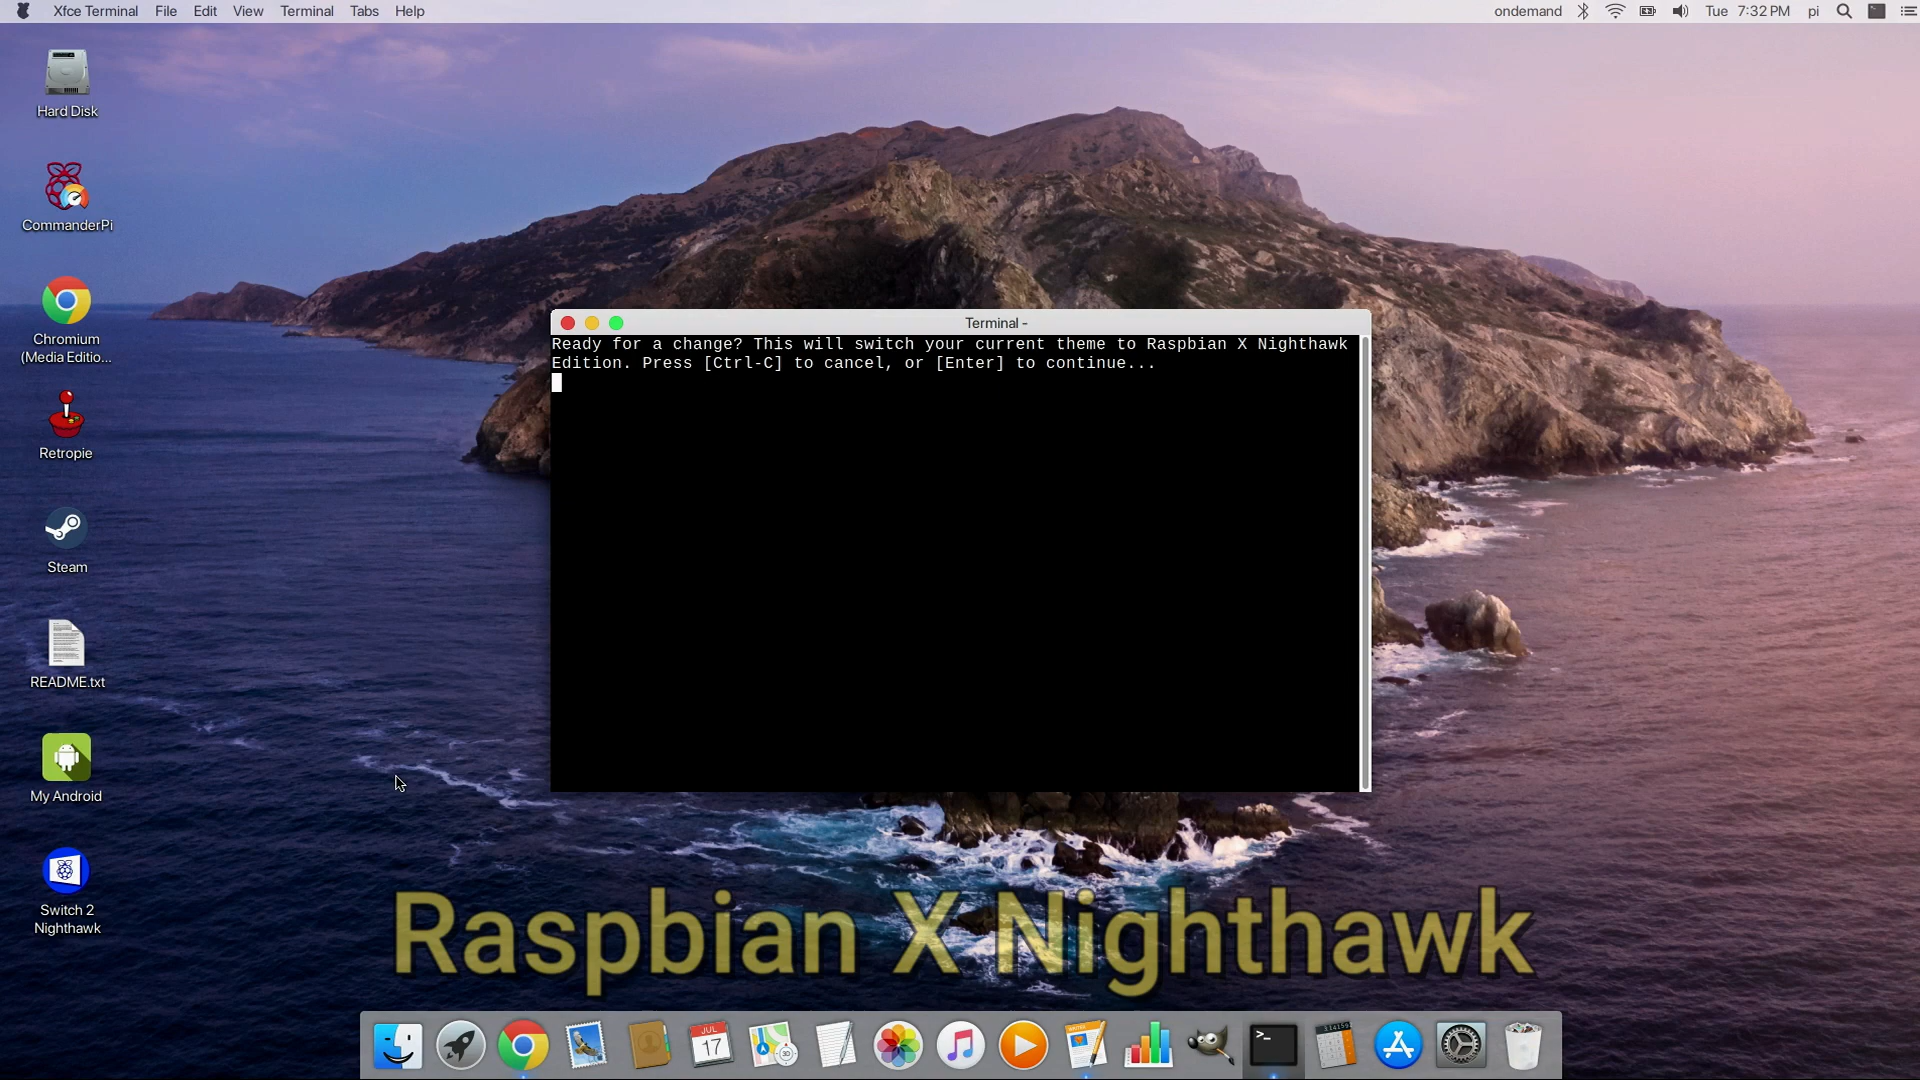 Xfce Terminal File Edit View Terminal Tabs Help
ondemand Tue 7:32 PM pi
Hard Disk
CommanderPi
Chromium
(Media Editio...
Retropie
Steam
README.txt
My Android
Switch 2
Nighthawk
Terminal -
Ready for a change? This will switch your current theme to Raspbian X Nighthawk
Edition. Press [Ctrl-C] to cancel, or [Enter] to continue...
Raspbian X Nighthawk
JUL
17
3D
>_